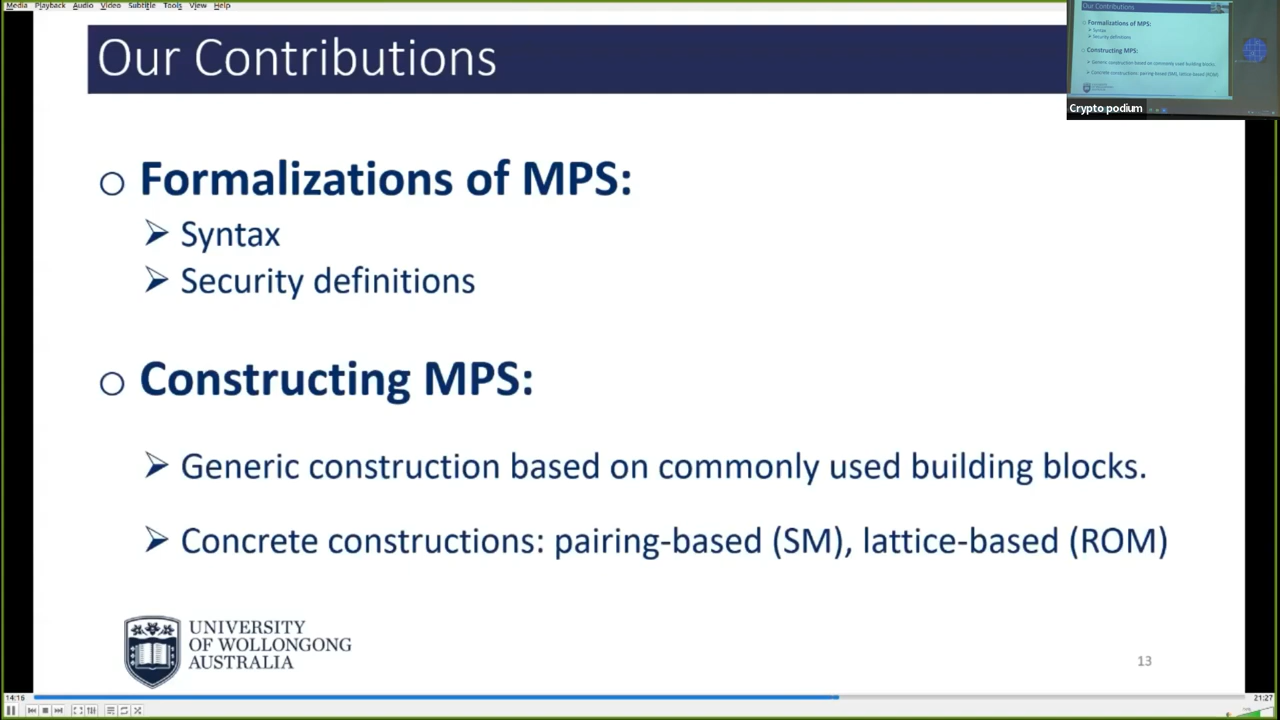 Media Playback Audio Video Subtitle Tools View Help
Our Contributions
Our Contributions
Formalizations of MPS:
Syntax
Security definitions
Constructing MPS:
Generic construction based on commonly used building blocks.
Concrete constructions: pairing-based (SM), lattice-based (ROM)
Crypto podium
Formalizations of MPS:
Syntax
Security definitions
Constructing MPS:
Generic construction based on commonly used building blocks.
Concrete constructions: pairing-based (SM), lattice-based (ROM)
UNIVERSITY
OF WOLLONGONG
AUSTRALIA
13
14:16
21:27